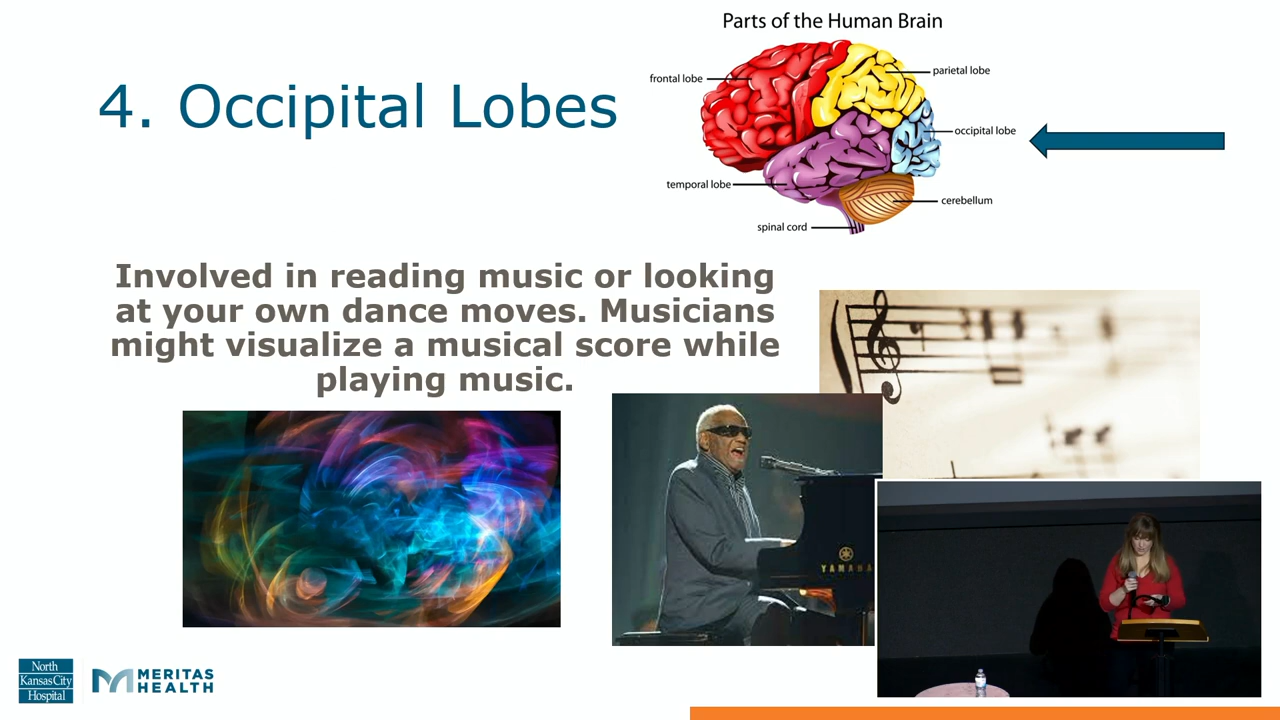 Parts of the Human Brain
4. Occipital Lobes
frontal lobe
parietal lobe
occipital lobe
temporal lobe
cerebellum
spinal cord
Involved in reading music or looking
at your own dance moves. Musicians
might visualize a musical score while
playing music.
YAMAHA
North
KansasCity
Hospital
MERITAS
HEALTH